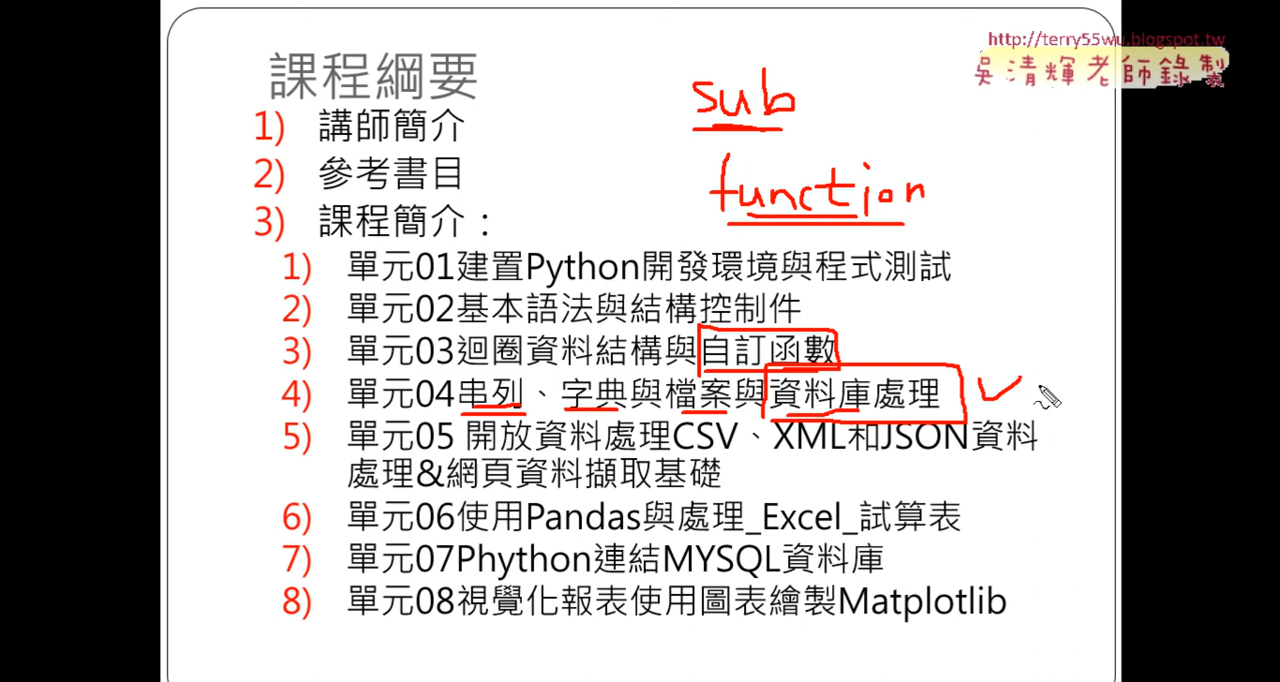 http://terry55wu.blogspot.tw
吳清輝老師錄製
課程綱要
sub
function
1) 講師簡介
2) 參考書目
3) 課程簡介：
1) 單元01建置Python開發環境與程式測試
2) 單元02基本語法與結構控制件
3) 單元03迴圈資料結構與自訂函數
4) 單元04串列、字典與檔案與資料庫處理
5) 單元05 開放資料處理CSV、XML和JSON資料
處理&網頁資料擷取基礎
6) 單元06使用Pandas與處理_Excel_試算表
7) 單元07Phython連結MYSQL資料庫
8) 單元08視覺化報表使用圖表繪製Matplotlib